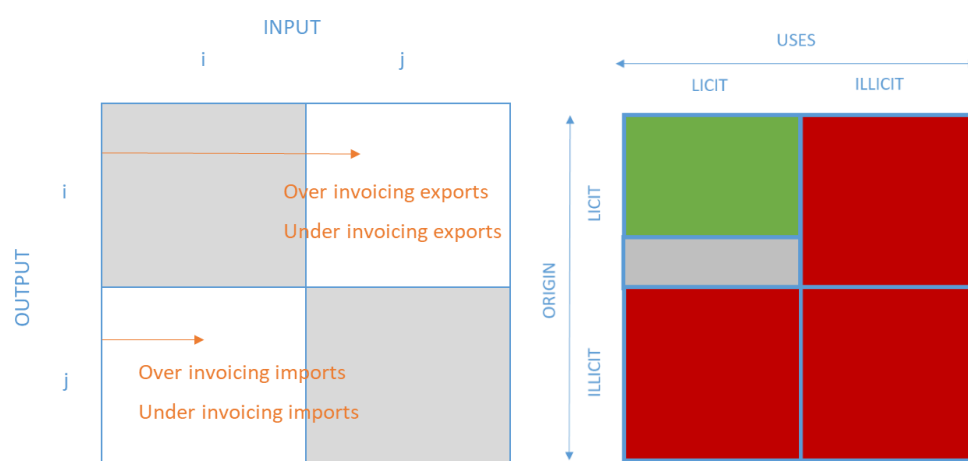 INPUT
i
j
i
Over invoicing exports
Under invoicing exports
OUTPUT
j
Over invoicing imports
Under invoicing imports
USES
LICIT
ILLICIT
LICIT
ORIGIN
ILLICIT